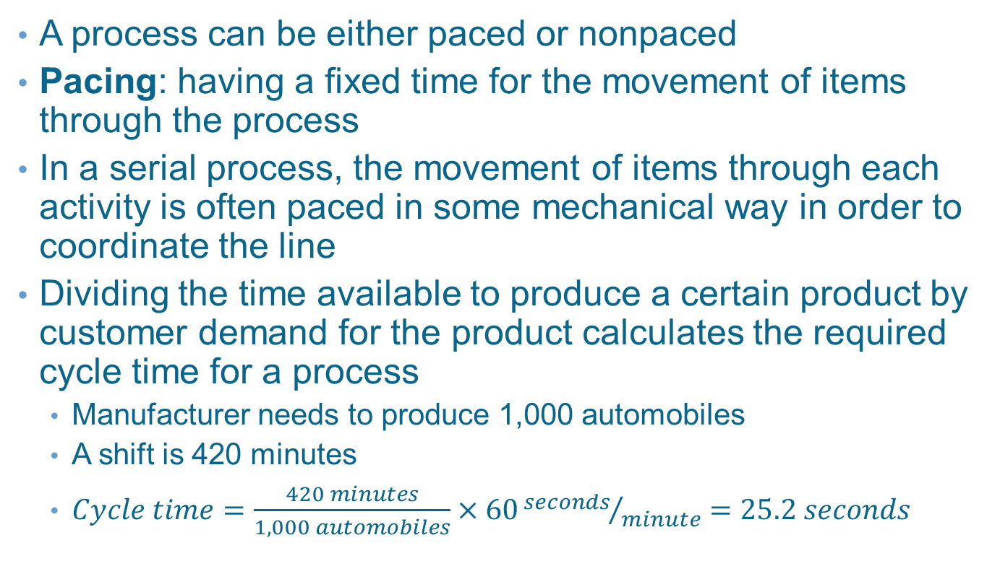 • A process can be either paced or nonpaced
• Pacing: having a fixed time for the movement of items
through the process
• In a serial process, the movement of items through each
activity is often paced in some mechanical way in order to
coordinate the line
• Dividing the time available to produce a certain product by
customer demand for the product calculates the required
cycle time for a process
• Manufacturer needs to produce 1,000 automobiles
• A shift is 420 minutes
• Cycle time = 420 minutes / 1,000 automobiles × 60 seconds/minute = 25.2 seconds